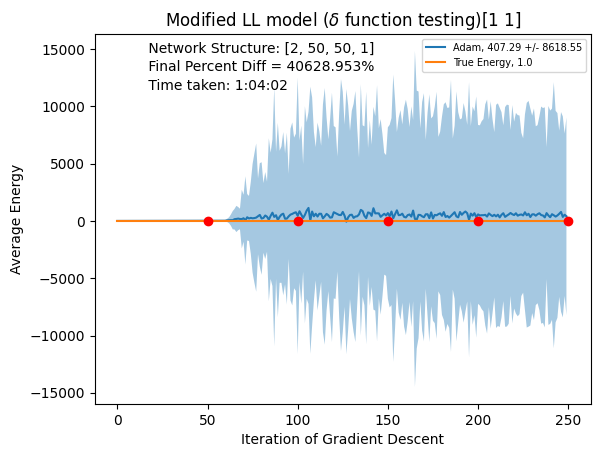 Modified LL model (δ function testing)[1 1]
Network Structure: [2, 50, 50, 1]
Final Percent Diff = 40628.953%
Time taken: 1:04:02
Adam, 407.29 +/- 8618.55
True Energy, 1.0
Average Energy
15000
10000
5000
0
−5000
−10000
−15000
0 50 100 150 200 250
Iteration of Gradient Descent